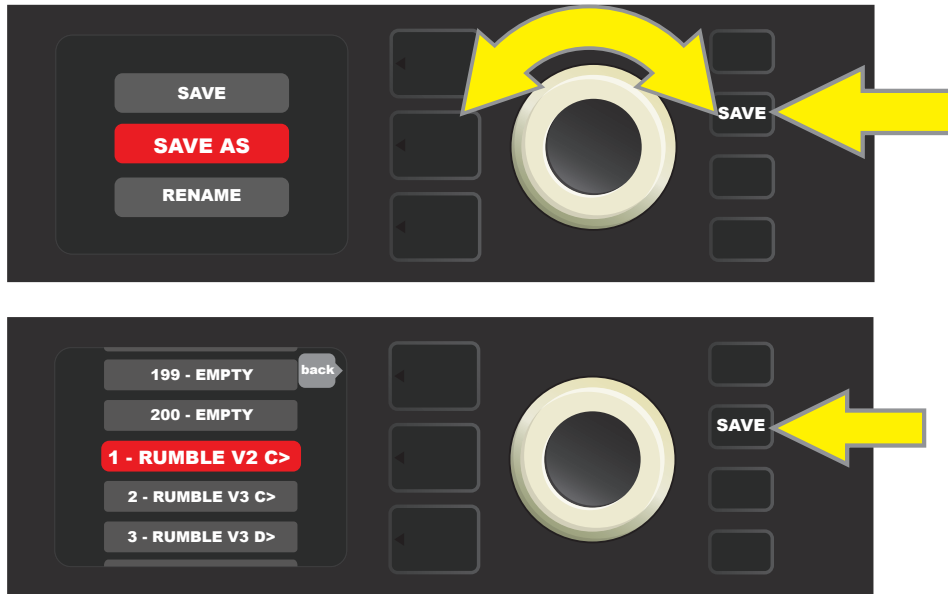 SAVE
SAVE AS
RENAME
SAVE
199 - EMPTY
back
200 - EMPTY
1 - RUMBLE V2 C>
2 - RUMBLE V3 C>
3 - RUMBLE V3 D>
SAVE